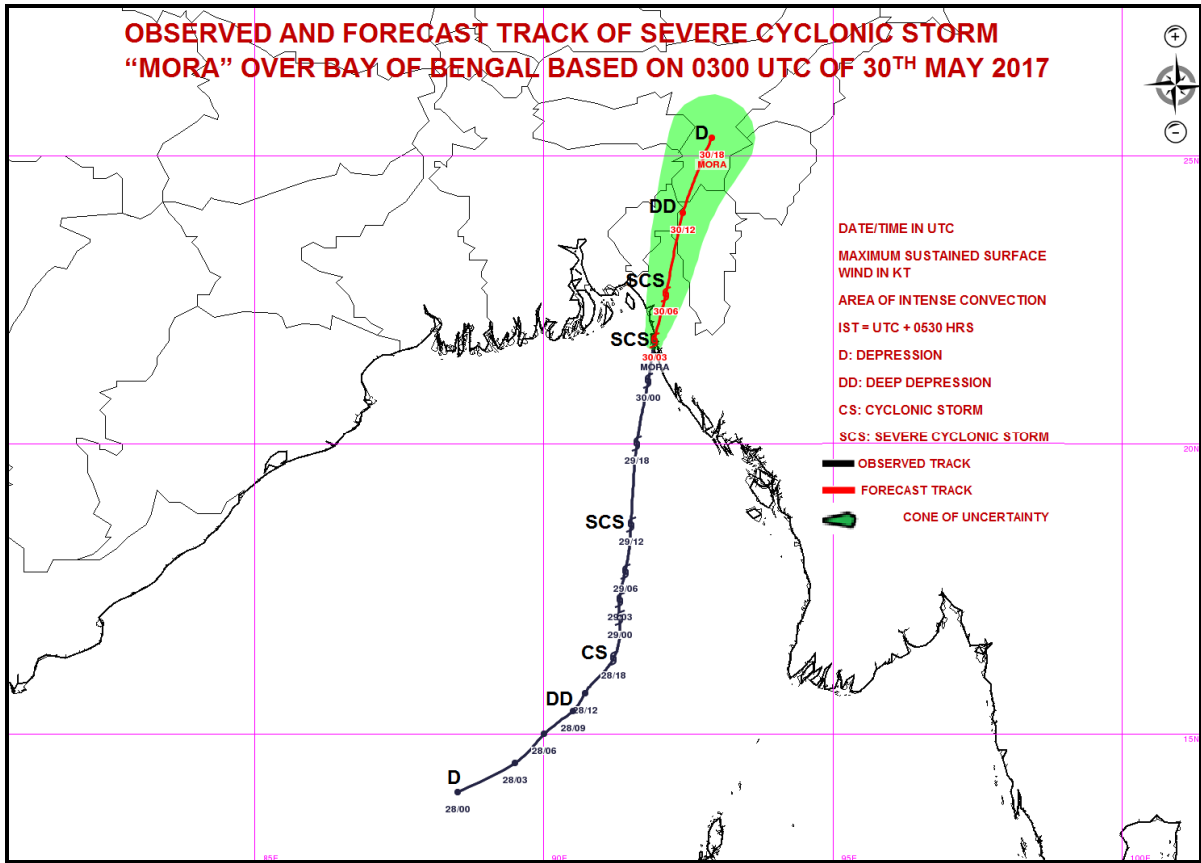 OBSERVED AND FORECAST TRACK OF SEVERE CYCLONIC STORM
“MORA” OVER BAY OF BENGAL BASED ON 0300 UTC OF 30TH MAY 2017
+
−
D
30/18
MORA
25N
DD
30/12
SCS
30/06
SCS
30/03
MORA
30/00
20N
29/18
SCS
29/12
29/06
29/03
29/00
CS
28/18
DD
28/12
28/09
15N
28/06
28/03
D
28/00
DATE/TIME IN UTC
MAXIMUM SUSTAINED SURFACE
WIND IN KT
AREA OF INTENSE CONVECTION
IST = UTC + 0530 HRS
D: DEPRESSION
DD: DEEP DEPRESSION
CS: CYCLONIC STORM
SCS: SEVERE CYCLONIC STORM
OBSERVED TRACK
FORECAST TRACK
CONE OF UNCERTAINTY
85E
90E
95E
100E